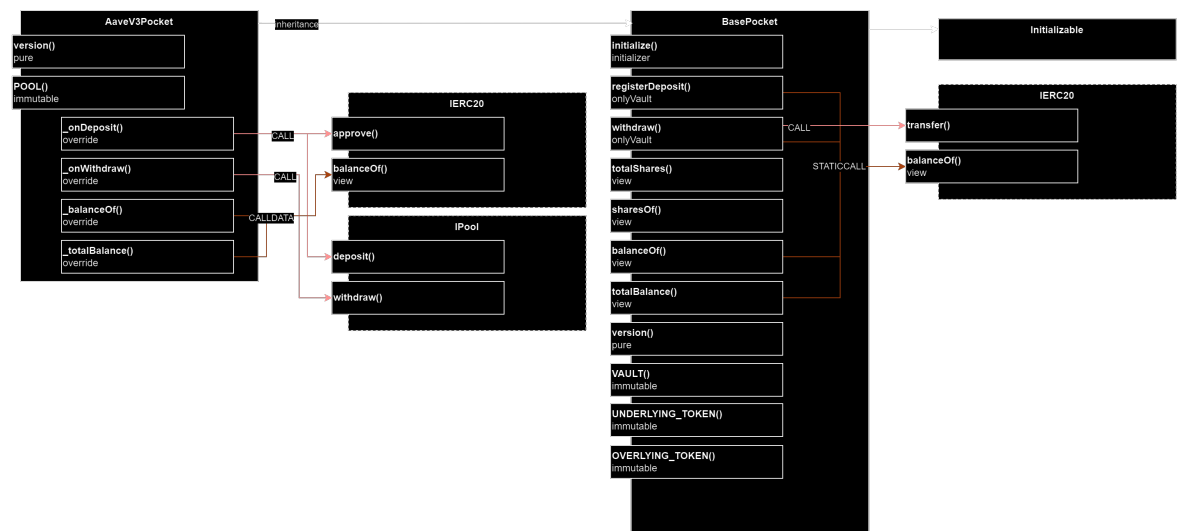 AaveV3Pocket
version()
pure
POOL()
immutable
_onDeposit()
override
_onWithdraw()
override
_balanceOf()
override
_totalBalance()
override
inheritance
CALL
CALL
CALLDATA
IERC20
approve()
balanceOf()
view
IPool
deposit()
withdraw()
BasePocket
initialize()
initializer
registerDeposit()
onlyVault
withdraw()
onlyVault
totalShares()
view
sharesOf()
view
balanceOf()
view
totalBalance()
view
version()
pure
VAULT()
immutable
UNDERLYING_TOKEN()
immutable
OVERLYING_TOKEN()
immutable
CALL
STATICCALL
Initializable
IERC20
transfer()
balanceOf()
view